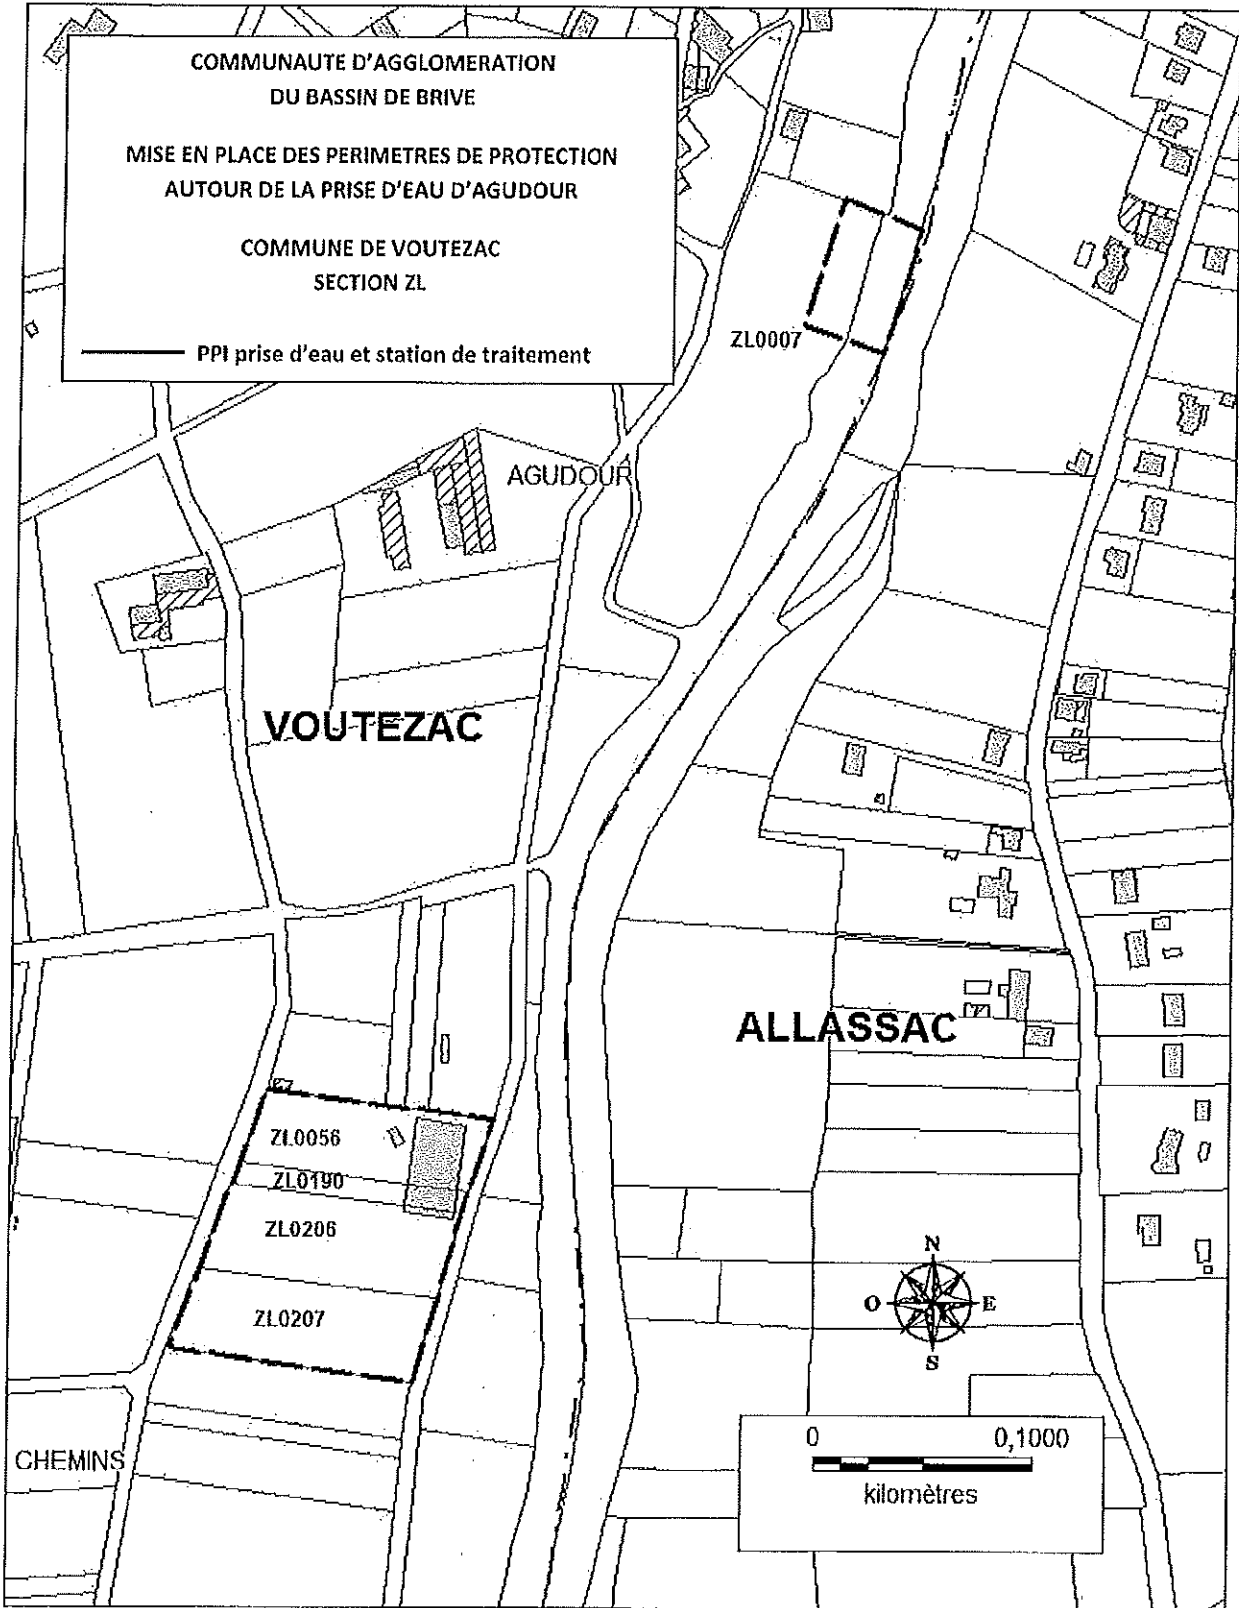 COMMUNAUTE D'AGGLOMERATION
DU BASSIN DE BRIVE
MISE EN PLACE DES PERIMETRES DE PROTECTION
AUTOUR DE LA PRISE D'EAU D'AGUDOUR
COMMUNE DE VOUTEZAC
SECTION ZL
PPI prise d'eau et station de traitement
ZL0007
AGUDOUR
VOUTEZAC
ALLASSAC
ZL0056
ZL0190
ZL0206
ZL0207
N
O E
S
CHEMINS
0 0,1000
kilomètres